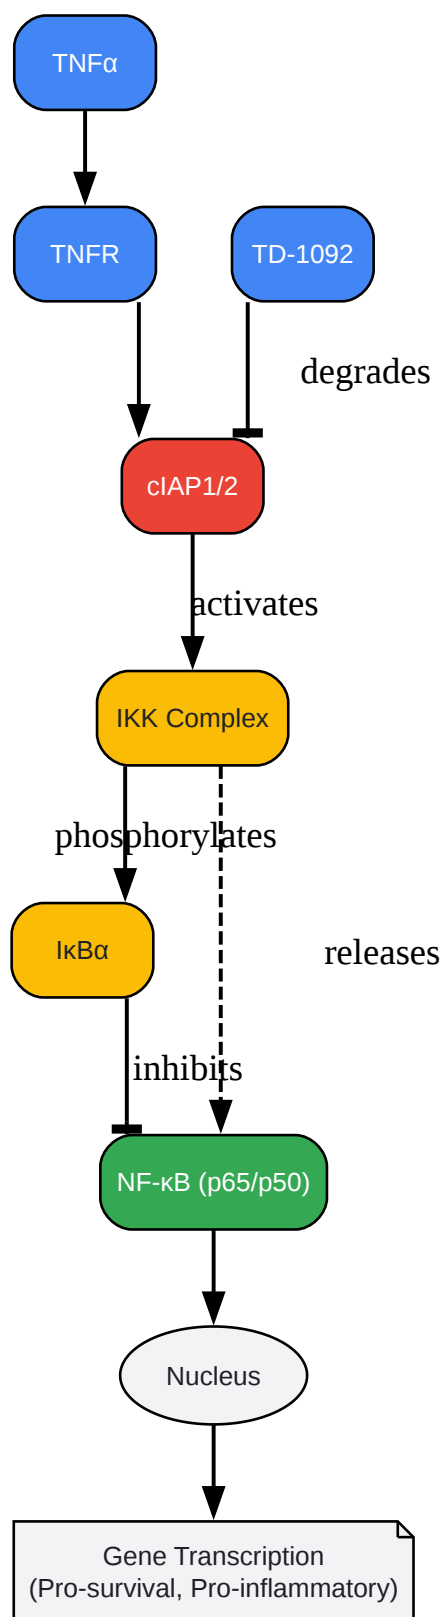 TNFα
TNFR
TD-1092
degrades
cIAP1/2
activates
IKK Complex
phosphorylates
IκBα
releases
inhibits
NF-κB (p65/p50)
Nucleus
Gene Transcription
(Pro-survival, Pro-inflammatory)